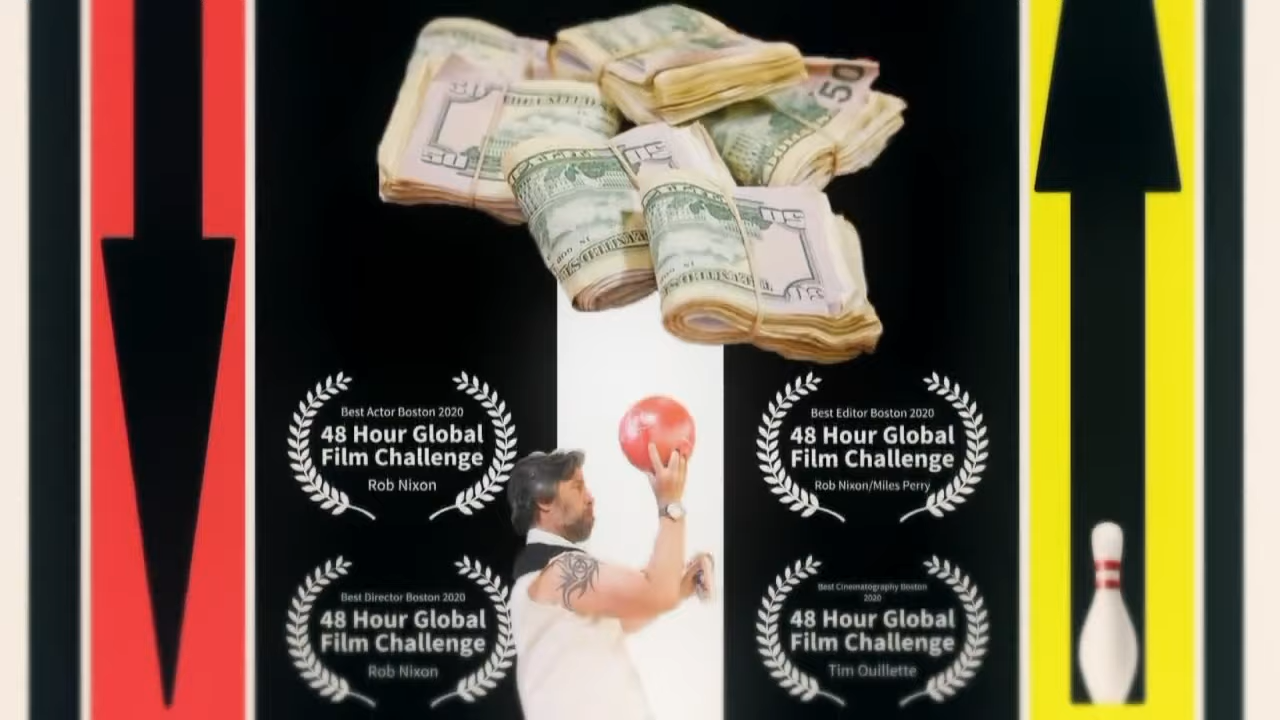 50
Best Actor Boston 2020
48 Hour Global
Film Challenge
Rob Nixon
Best Editor Boston 2020
48 Hour Global
Film Challenge
Rob Nixon/Miles Perry
Best Director Boston 2020
48 Hour Global
Film Challenge
Rob Nixon
Best Cinematography Boston
2020
48 Hour Global
Film Challenge
Tim Ouillette